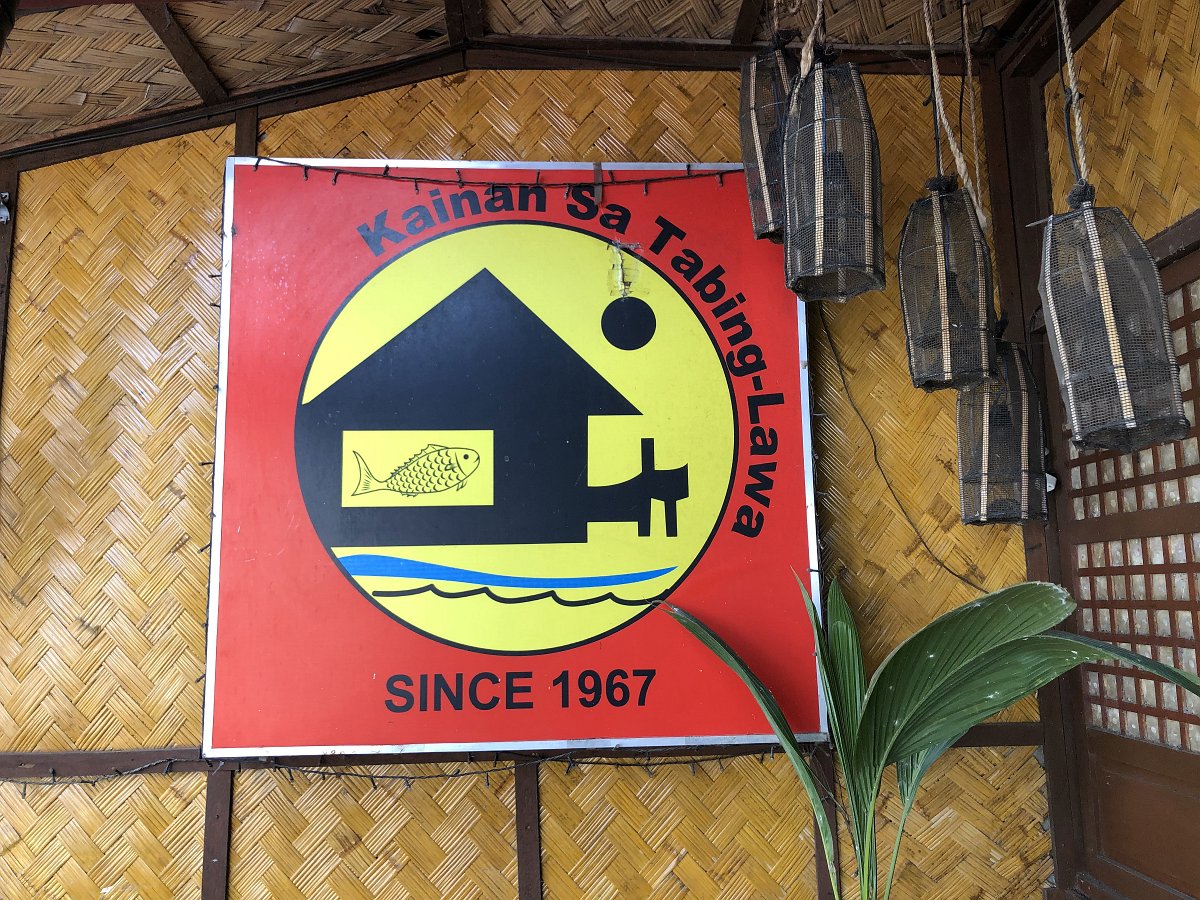 Kainan Sa Tabing-Lawa
SINCE 1967